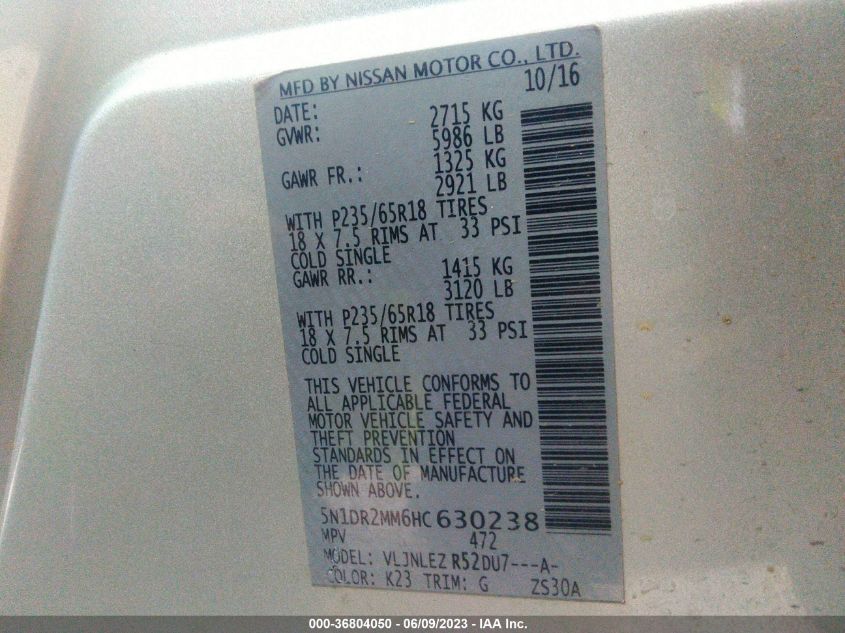 MFD BY NISSAN MOTOR CO., LTD.
DATE: 10/16
GVWR: 2715 KG
5986 LB
GAWR FR.: 1325 KG
2921 LB
WITH P235/65R18 TIRES
18 X 7.5 RIMS AT 33 PSI
COLD SINGLE
GAWR RR.: 1415 KG
3120 LB
WITH P235/65R18 TIRES
18 X 7.5 RIMS AT 33 PSI
COLD SINGLE
THIS VEHICLE CONFORMS TO
ALL APPLICABLE FEDERAL
MOTOR VEHICLE SAFETY AND
THEFT PREVENTION
STANDARDS IN EFFECT ON
THE DATE OF MANUFACTURE
SHOWN ABOVE.
5N1DR2MM6HC630238
MPV 472
MODEL: VLJNLEZ R52DU7---A-
COLOR: K23 TRIM: G ZS30A
000-36804050 - 06/09/2023 - IAA Inc.